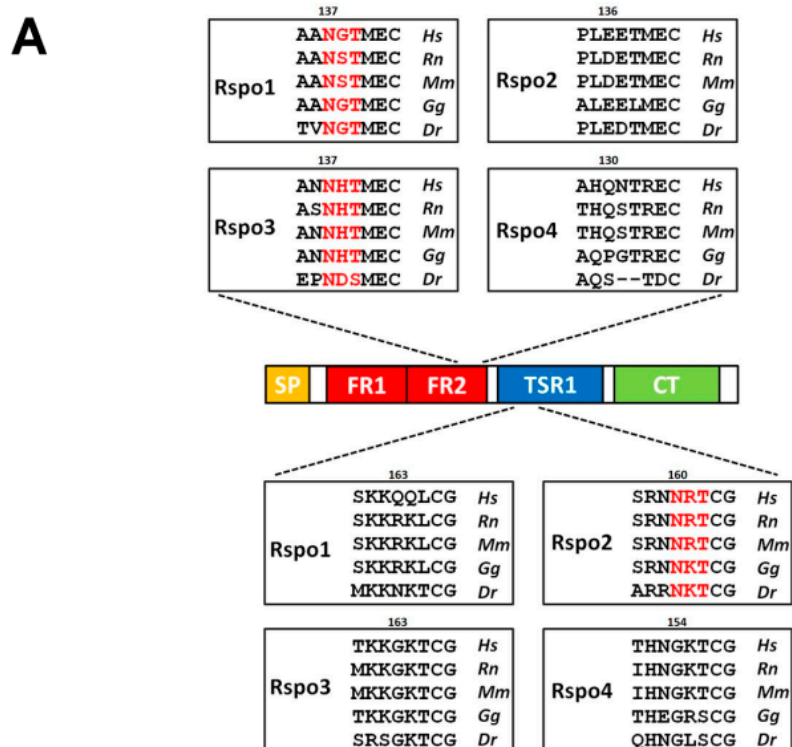 A
137
136
Rspo1
AANGTMEC Hs
AANSTMEC Rn
AANSTMEC Mm
AANGTMEC Gg
TVNGTMEC Dr
Rspo2
PLEETMEC Hs
PLDETMEC Rn
PLDETMEC Mm
ALEELMEC Gg
PLEDTMEC Dr
137
130
Rspo3
ANNHTMEC Hs
ASNHTMEC Rn
ANNHTMEC Mm
ANNHTMEC Gg
EPNDSMEC Dr
Rspo4
AHQNTREC Hs
THQSTREC Rn
THQSTREC Mm
AQPGTREC Gg
AQS--TDC Dr
SP FR1 FR2 TSR1 CT
163
160
Rspo1
SKKQQLCG Hs
SKKRKLCG Rn
SKKRKLCG Mm
SKKRKLCG Gg
MKKNKTCG Dr
Rspo2
SRNNRTCG Hs
SRNNRTCG Rn
SRNNRTCG Mm
SRNNKTCG Gg
ARRNKTCG Dr
163
154
Rspo3
TKKGKTCG Hs
MKKGKTCG Rn
MKKGKTCG Mm
TKKGKTCG Gg
SRSGKTCG Dr
Rspo4
THNGKTCG Hs
IHNGKTCG Rn
IHNGKTCG Mm
THEGRSCG Gg
QHNGLSCG Dr